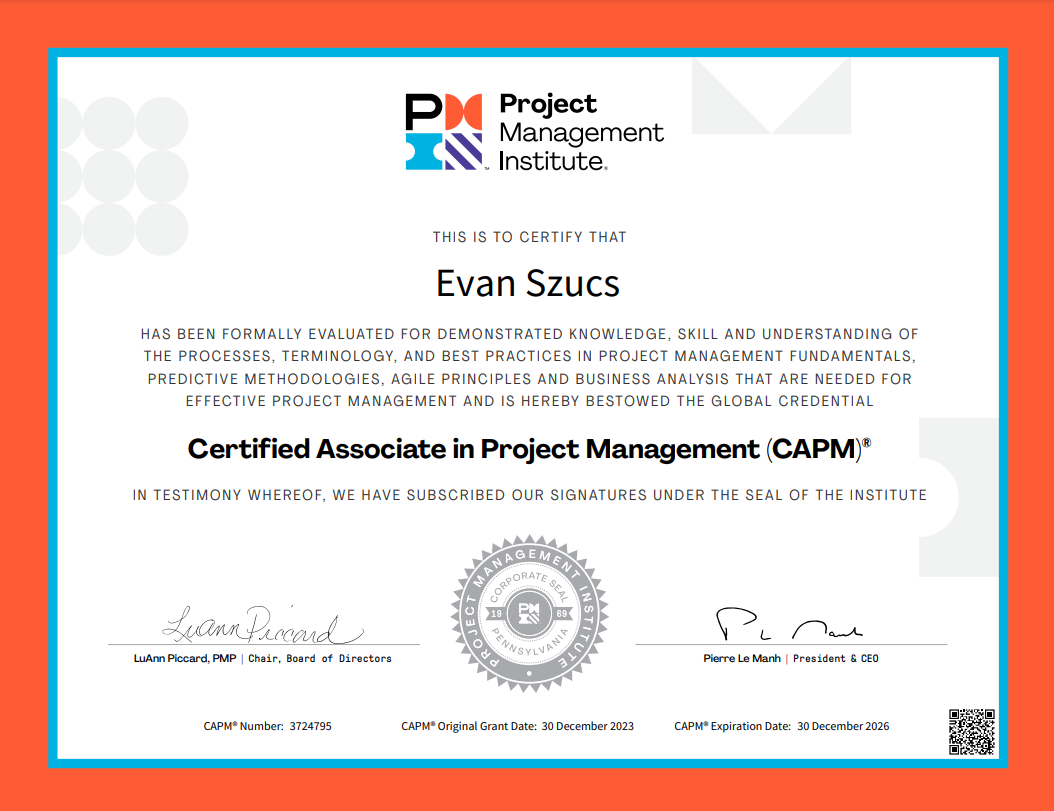 PM
Project
Management
Institute.
THIS IS TO CERTIFY THAT
Evan Szucs
HAS BEEN FORMALLY EVALUATED FOR DEMONSTRATED KNOWLEDGE, SKILL AND UNDERSTANDING OF
THE PROCESSES, TERMINOLOGY, AND BEST PRACTICES IN PROJECT MANAGEMENT FUNDAMENTALS,
PREDICTIVE METHODOLOGIES, AGILE PRINCIPLES AND BUSINESS ANALYSIS THAT ARE NEEDED FOR
EFFECTIVE PROJECT MANAGEMENT AND IS HEREBY BESTOWED THE GLOBAL CREDENTIAL
Certified Associate in Project Management (CAPM)®
IN TESTIMONY WHEREOF, WE HAVE SUBSCRIBED OUR SIGNATURES UNDER THE SEAL OF THE INSTITUTE
PROJECT MANAGEMENT INSTITUTE
CORPORATE SEAL
19 69
PENNSYLVANIA
LuAnn Piccard
LuAnn Piccard, PMP | Chair, Board of Directors
Pierre Le Manh | President & CEO
CAPM® Number: 3724795
CAPM® Original Grant Date: 30 December 2023
CAPM® Expiration Date: 30 December 2026